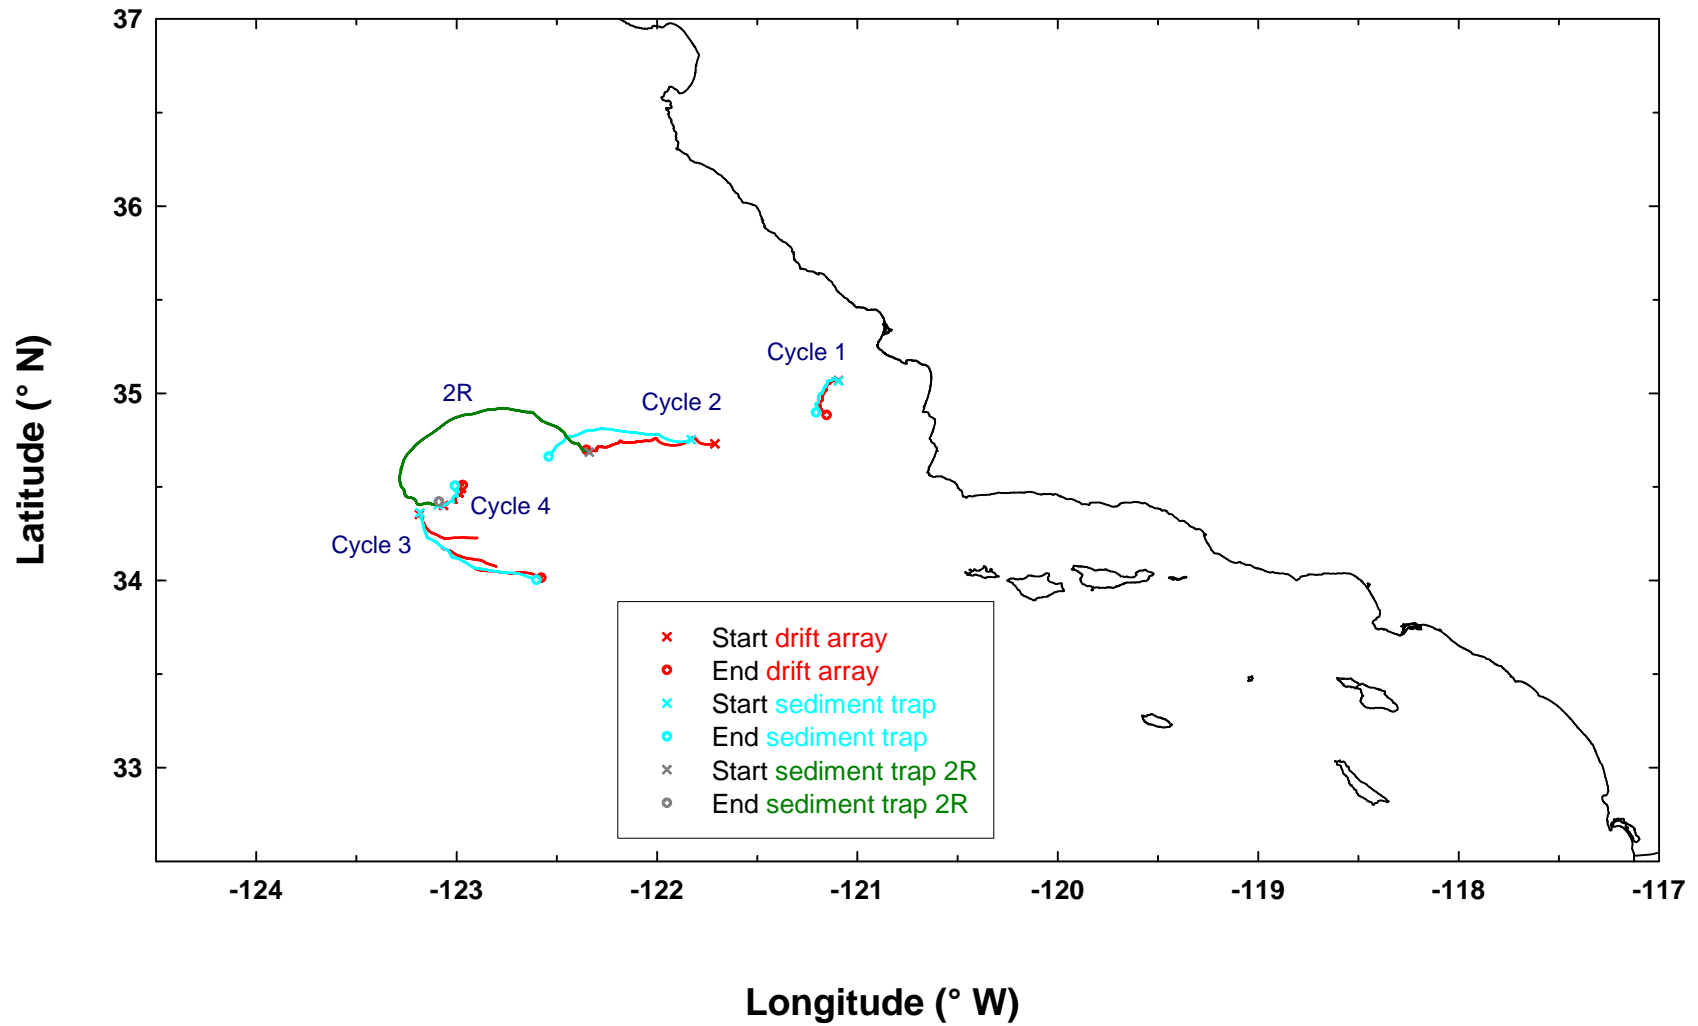 37
36
35
34
33
Latitude (° N)
Cycle 1
2R
Cycle 2
Cycle 4
Cycle 3
Start drift array
End drift array
Start sediment trap
End sediment trap
Start sediment trap 2R
End sediment trap 2R
-124 -123 -122 -121 -120 -119 -118 -117
Longitude (° W)